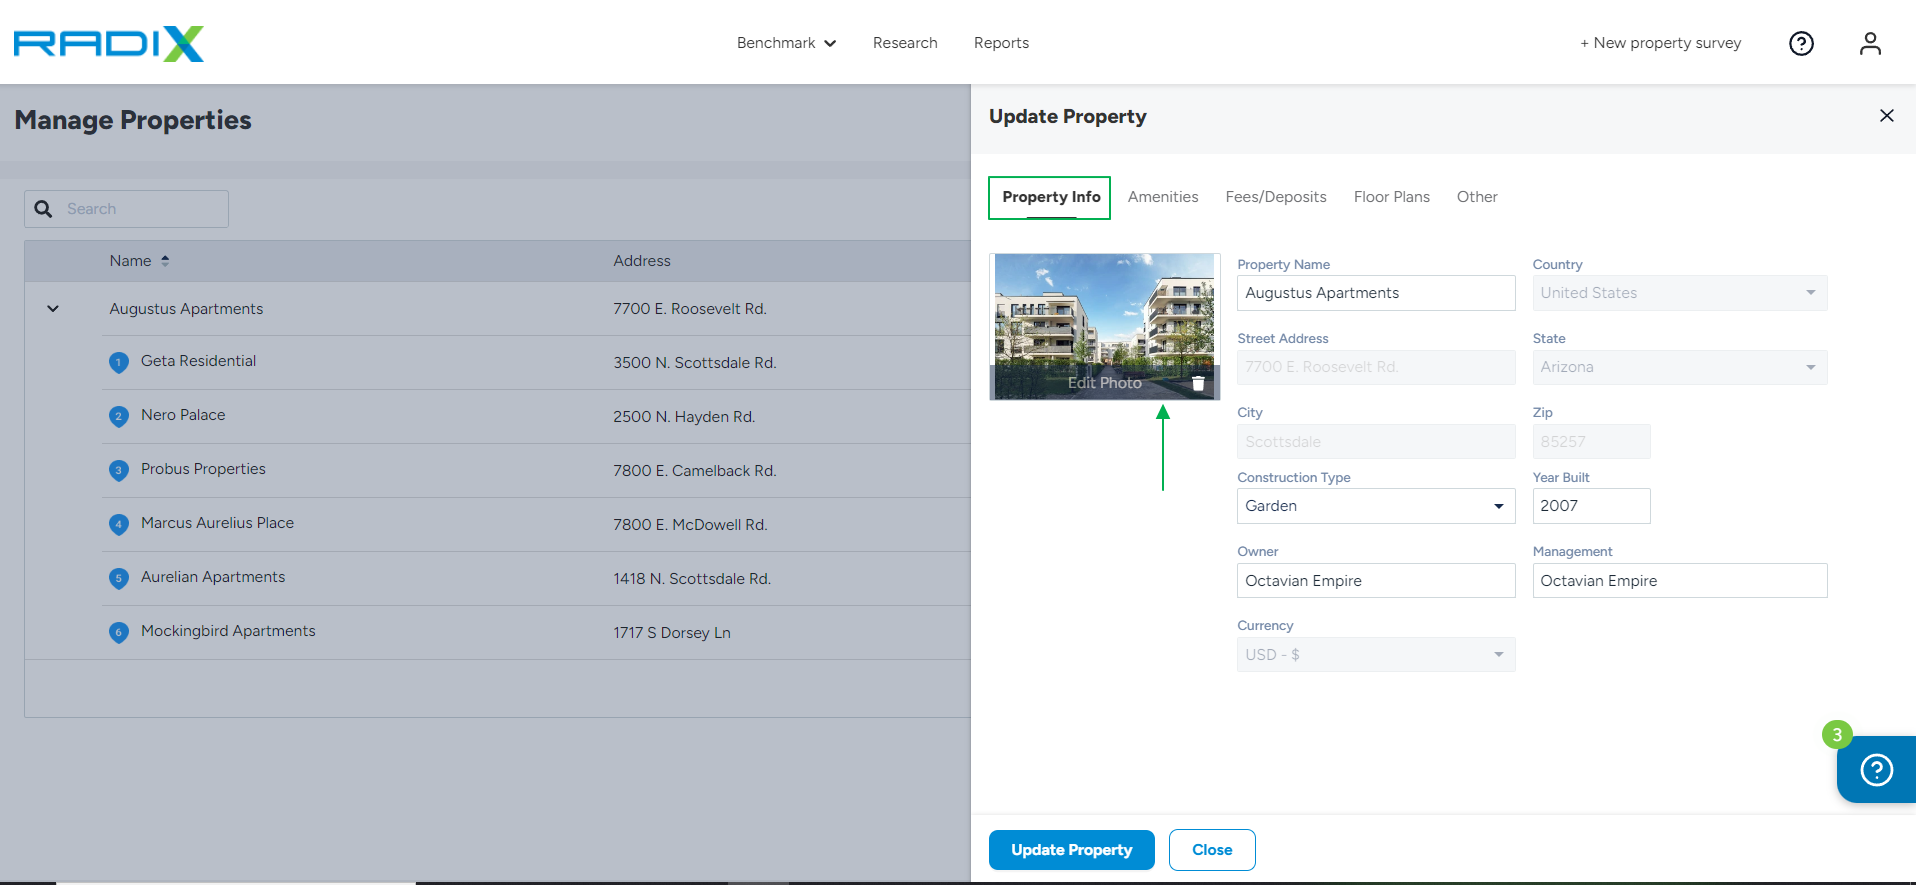 RADIX
Benchmark
Research
Reports
+ New property survey
Manage Properties
Search
Name
Address
Augustus Apartments
7700 E. Roosevelt Rd.
1
Geta Residential
3500 N. Scottsdale Rd.
2
Nero Palace
2500 N. Hayden Rd.
3
Probus Properties
7800 E. Camelback Rd.
4
Marcus Aurelius Place
7800 E. McDowell Rd.
5
Aurelian Apartments
1418 N. Scottsdale Rd.
6
Mockingbird Apartments
1717 S Dorsey Ln
Update Property
Property Info
Amenities
Fees/Deposits
Floor Plans
Other
Edit Photo
Property Name
Augustus Apartments
Country
United States
Street Address
7700 E. Roosevelt Rd.
State
Arizona
City
Scottsdale
Zip
85257
Construction Type
Garden
Year Built
2007
Owner
Octavian Empire
Management
Octavian Empire
Currency
USD - $
3
Update Property
Close